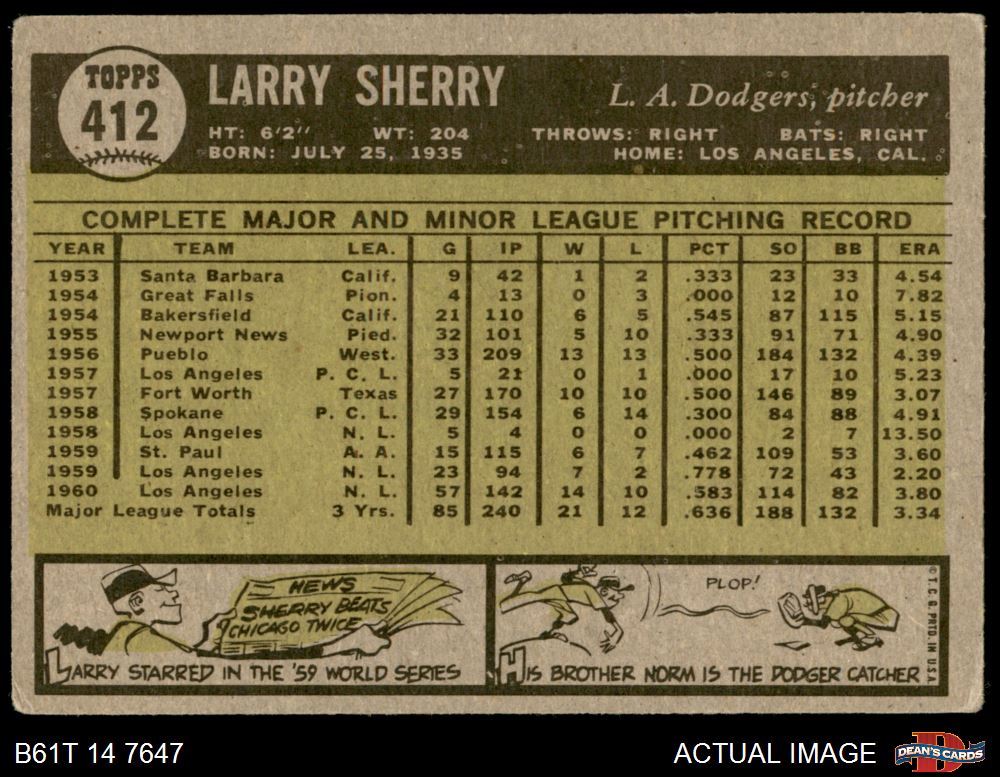 TOPPS
412
LARRY SHERRY
L. A. Dodgers, pitcher
HT: 6'2" WT: 204 THROWS: RIGHT BATS: RIGHT
BORN: JULY 25, 1935 HOME: LOS ANGELES, CAL.
COMPLETE MAJOR AND MINOR LEAGUE PITCHING RECORD
YEAR TEAM LEA. G IP W L PCT SO BB ERA
1953 Santa Barbara Calif. 9 42 1 2 .333 23 33 4.54
1954 Great Falls Pion. 4 13 0 3 .000 12 10 7.82
1954 Bakersfield Calif. 21 110 6 5 .545 87 115 5.15
1955 Newport News Pied. 32 101 5 10 .333 91 71 4.90
1956 Pueblo West. 33 209 13 13 .500 184 132 4.39
1957 Los Angeles P. C. L. 5 21 0 1 .000 17 10 5.23
1957 Fort Worth Texas 27 170 10 10 .500 146 89 3.07
1958 Spokane P. C. L. 29 154 6 14 .300 84 88 4.91
1958 Los Angeles N. L. 5 4 0 0 .000 2 7 13.50
1959 St. Paul A. A. 15 115 6 7 .462 109 53 3.60
1959 Los Angeles N. L. 23 94 7 2 .778 72 43 2.20
1960 Los Angeles N. L. 57 142 14 10 .583 114 82 3.80
Major League Totals 3 Yrs. 85 240 21 12 .636 188 132 3.34
NEWS
SHERRY BEATS
CHICAGO TWICE
LARRY STARRED IN THE '59 WORLD SERIES
PLOP!
HIS BROTHER NORM IS THE DODGER CATCHER
© T. C. G. PRTD. IN U.S.A.
B61T 14 7647
ACTUAL IMAGE
D
DEAN'S CARDS